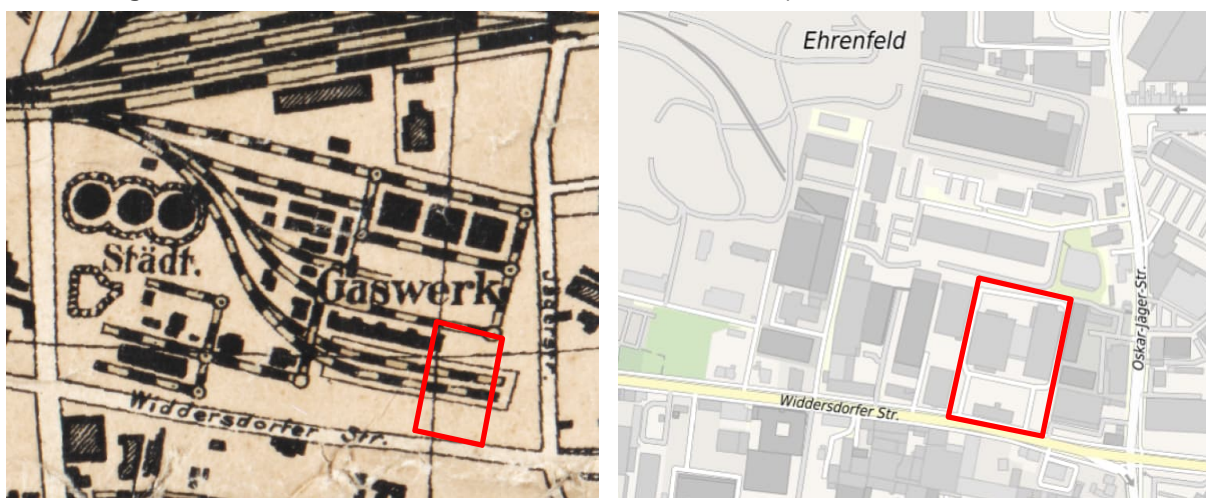 Städt.
Gaswerk
Widdersdorfer Str.
Ehrenfeld
Oskar-Jäger-Str.
Widdersdorfer Str.